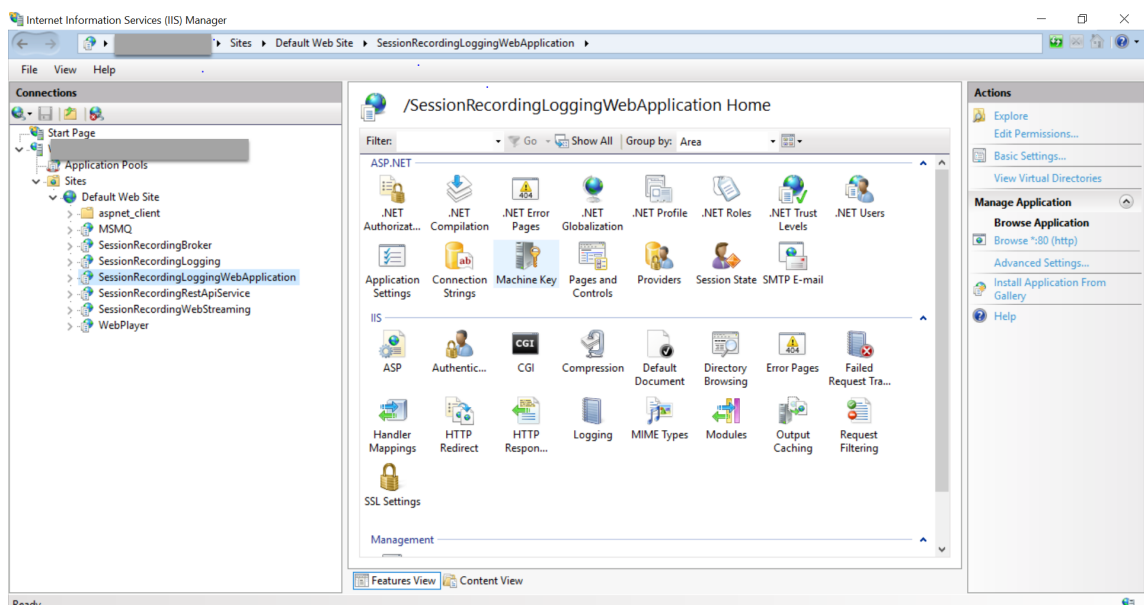 Internet Information Services (IIS) Manager
Sites Default Web Site SessionRecordingLoggingWebApplication
File View Help
Connections
Start Page
Application Pools
Sites
Default Web Site
aspnet_client
MSMQ
SessionRecordingBroker
SessionRecordingLogging
SessionRecordingLoggingWebApplication
SessionRecordingRestApiService
SessionRecordingWebStreaming
WebPlayer
/SessionRecordingLoggingWebApplication Home
Filter: Go Show All Group by: Area
ASP.NET
.NET Authorizat...
.NET Compilation
.NET Error Pages
.NET Globalization
.NET Profile
.NET Roles
.NET Trust Levels
.NET Users
Application Settings
Connection Strings
Machine Key
Pages and Controls
Providers
Session State
SMTP E-mail
IIS
ASP
Authentic...
CGI
CGI
Compression
Default Document
Directory Browsing
404
Error Pages
Failed Request Tra...
Handler Mappings
HTTP Redirect
HTTP Respon...
Logging
MIME Types
Modules
Output Caching
Request Filtering
SSL Settings
Management
Features View Content View
Actions
Explore
Edit Permissions...
Basic Settings...
View Virtual Directories
Manage Application
Browse Application
Browse *:80 (http)
Advanced Settings...
Install Application From
Gallery
Help
Ready